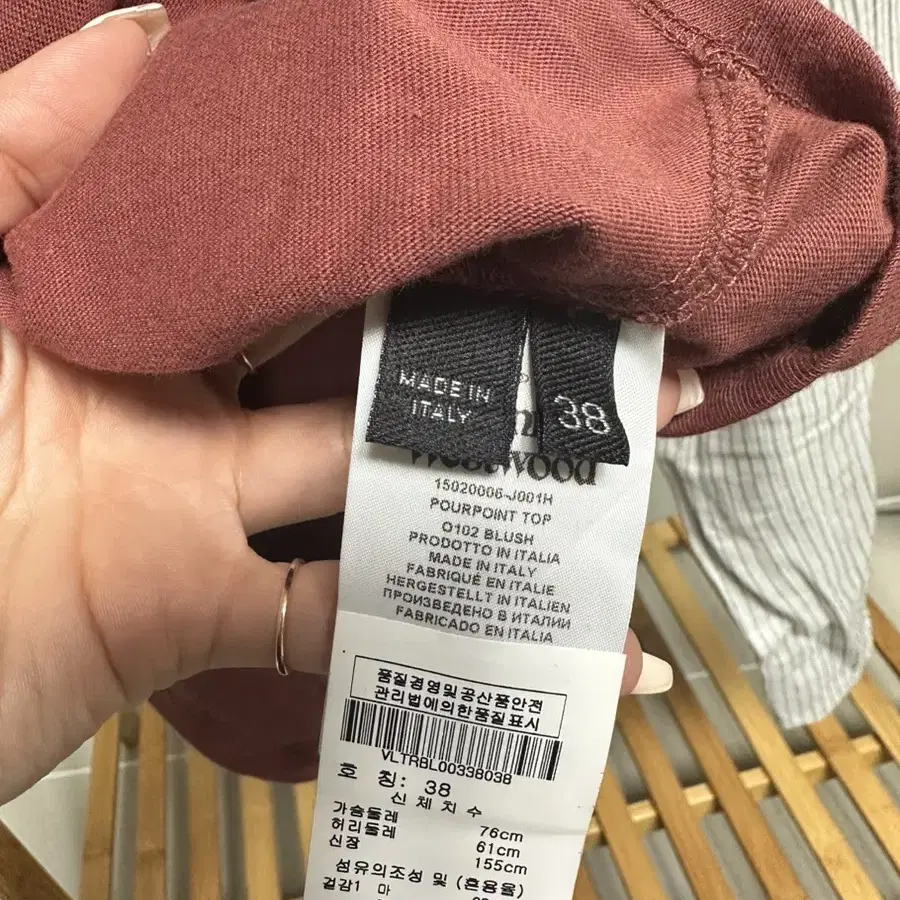 MADE IN
ITALY
38
Westwood
15020006-J001H
POURPOINT TOP
O102 BLUSH
PRODOTTO IN ITALIA
MADE IN ITALY
FABRIQUÉ EN ITALIE
HERGESTELLT IN ITALIEN
ПРОИЗВЕДЕНО В ИТАЛИИ
FABRICADO EN ITALIA
품질경영및공산품안전
관리법에의한품질표시
VLTRBL00338038
호 칭: 38
신 체 치 수
가슴둘레 76cm
허리둘레 61cm
신장 155cm
섬유의조성 및 (혼용율)
겉감1 마